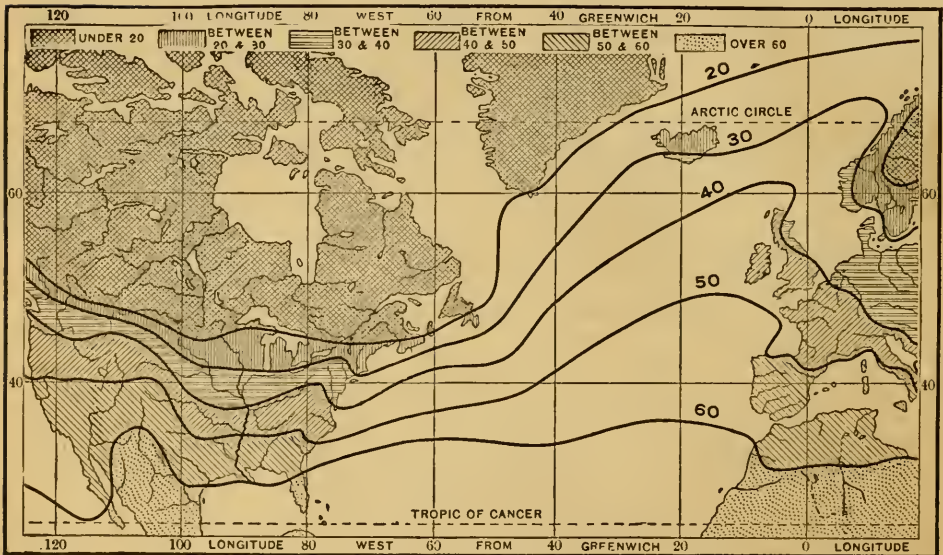 120 100 LONGITUDE 80 WEST 60 FROM 40 GREENWICH 20 0 LONGITUDE
UNDER 20 BETWEEN 20 & 30 BETWEEN 30 & 40 BETWEEN 40 & 50 BETWEEN 50 & 60 OVER 60
20
ARCTIC CIRCLE
30
60 40 60
50
40 40
60
TROPIC OF CANCER
120 100 LONGITUDE 80 WEST 60 FROM 40 GREENWICH 20 0 LONGITUDE